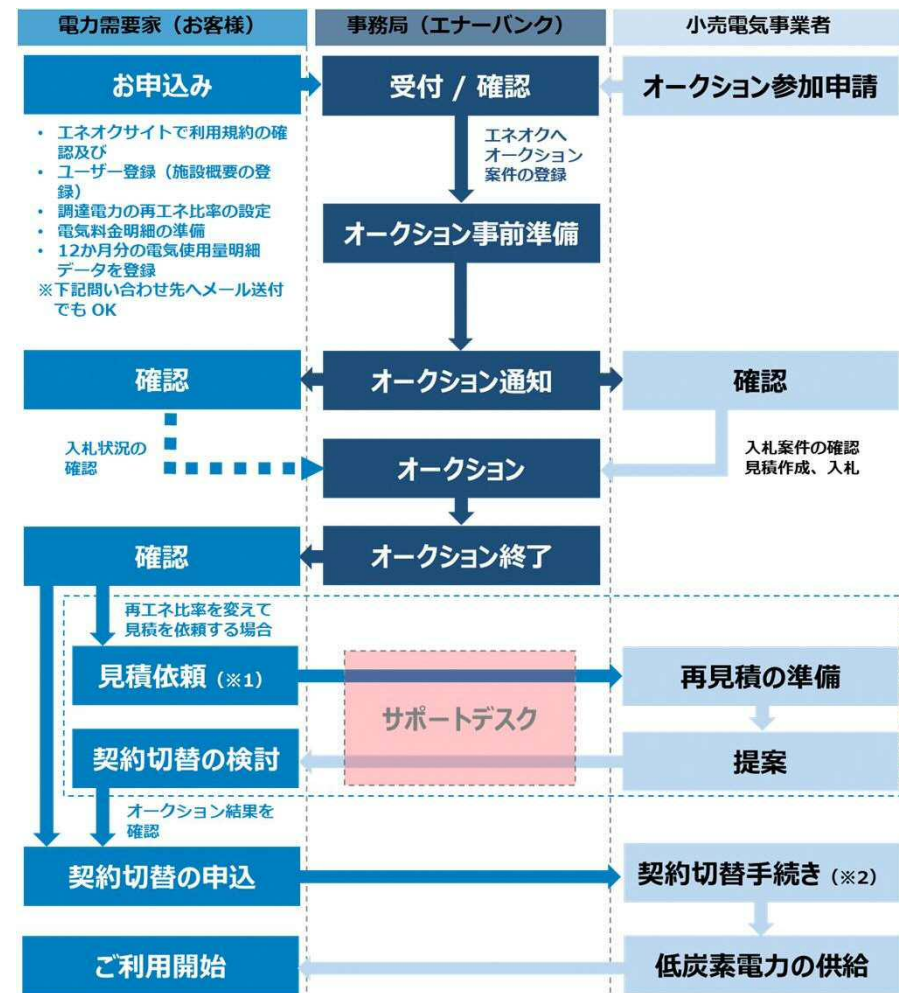 電力需要家（お客様）
事務局（エナーバンク）
小売電気事業者
お申込み
受付 / 確認
オークション参加申請
• エネオクサイトで利用規約の確
認及び
• ユーザー登録（施設概要の登
録）
• 調達電力の再エネ比率の設定
• 電気料金明細の準備
• 12か月分の電気使用量明細
データを登録
※下記問い合わせ先へメール送付
でも OK
エネオクへ
オークション
案件の登録
オークション事前準備
確認
オークション通知
確認
入札状況の
確認
オークション
入札案件の確認
見積作成、入札
確認
オークション終了
再エネ比率を変えて
見積を依頼する場合
見積依頼（※1）
サポートデスク
再見積の準備
契約切替の検討
提案
オークション結果を
確認
契約切替の申込
契約切替手続き（※2）
ご利用開始
低炭素電力の供給